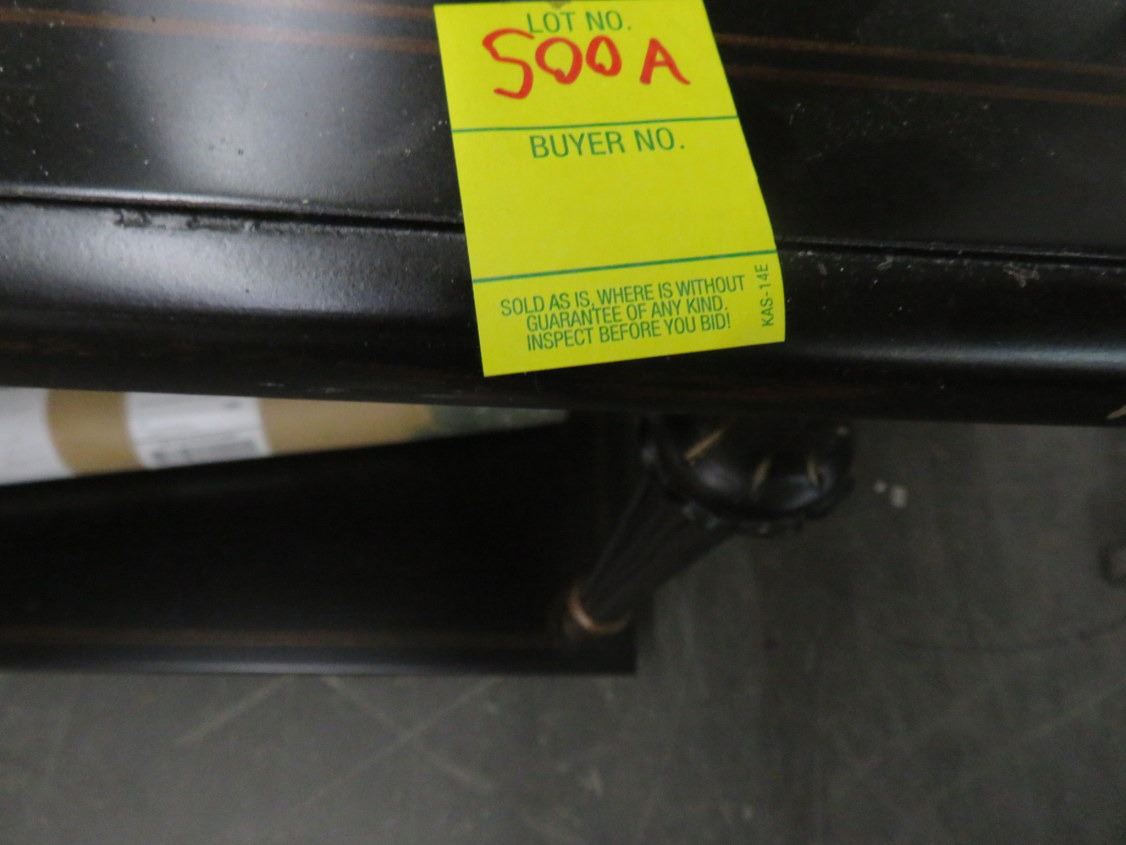 LOT NO.
500 A
BUYER NO.
SOLD AS IS, WHERE IS WITHOUT
GUARANTEE OF ANY KIND.
INSPECT BEFORE YOU BID!
KAS-14E